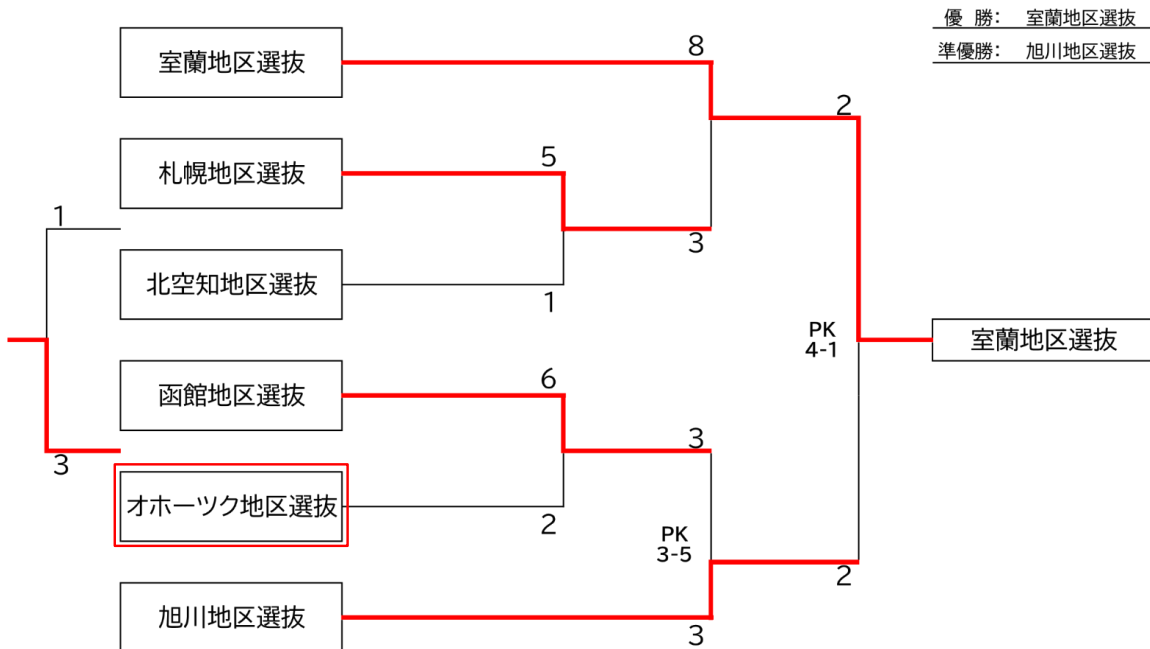 優 勝： 室蘭地区選抜
準優勝： 旭川地区選抜
室蘭地区選抜
8
2
札幌地区選抜
5
1
3
北空知地区選抜
1
PK
4-1
室蘭地区選抜
函館地区選抜
6
3
3
オホーツク地区選抜
2
PK
3-5
2
旭川地区選抜
3